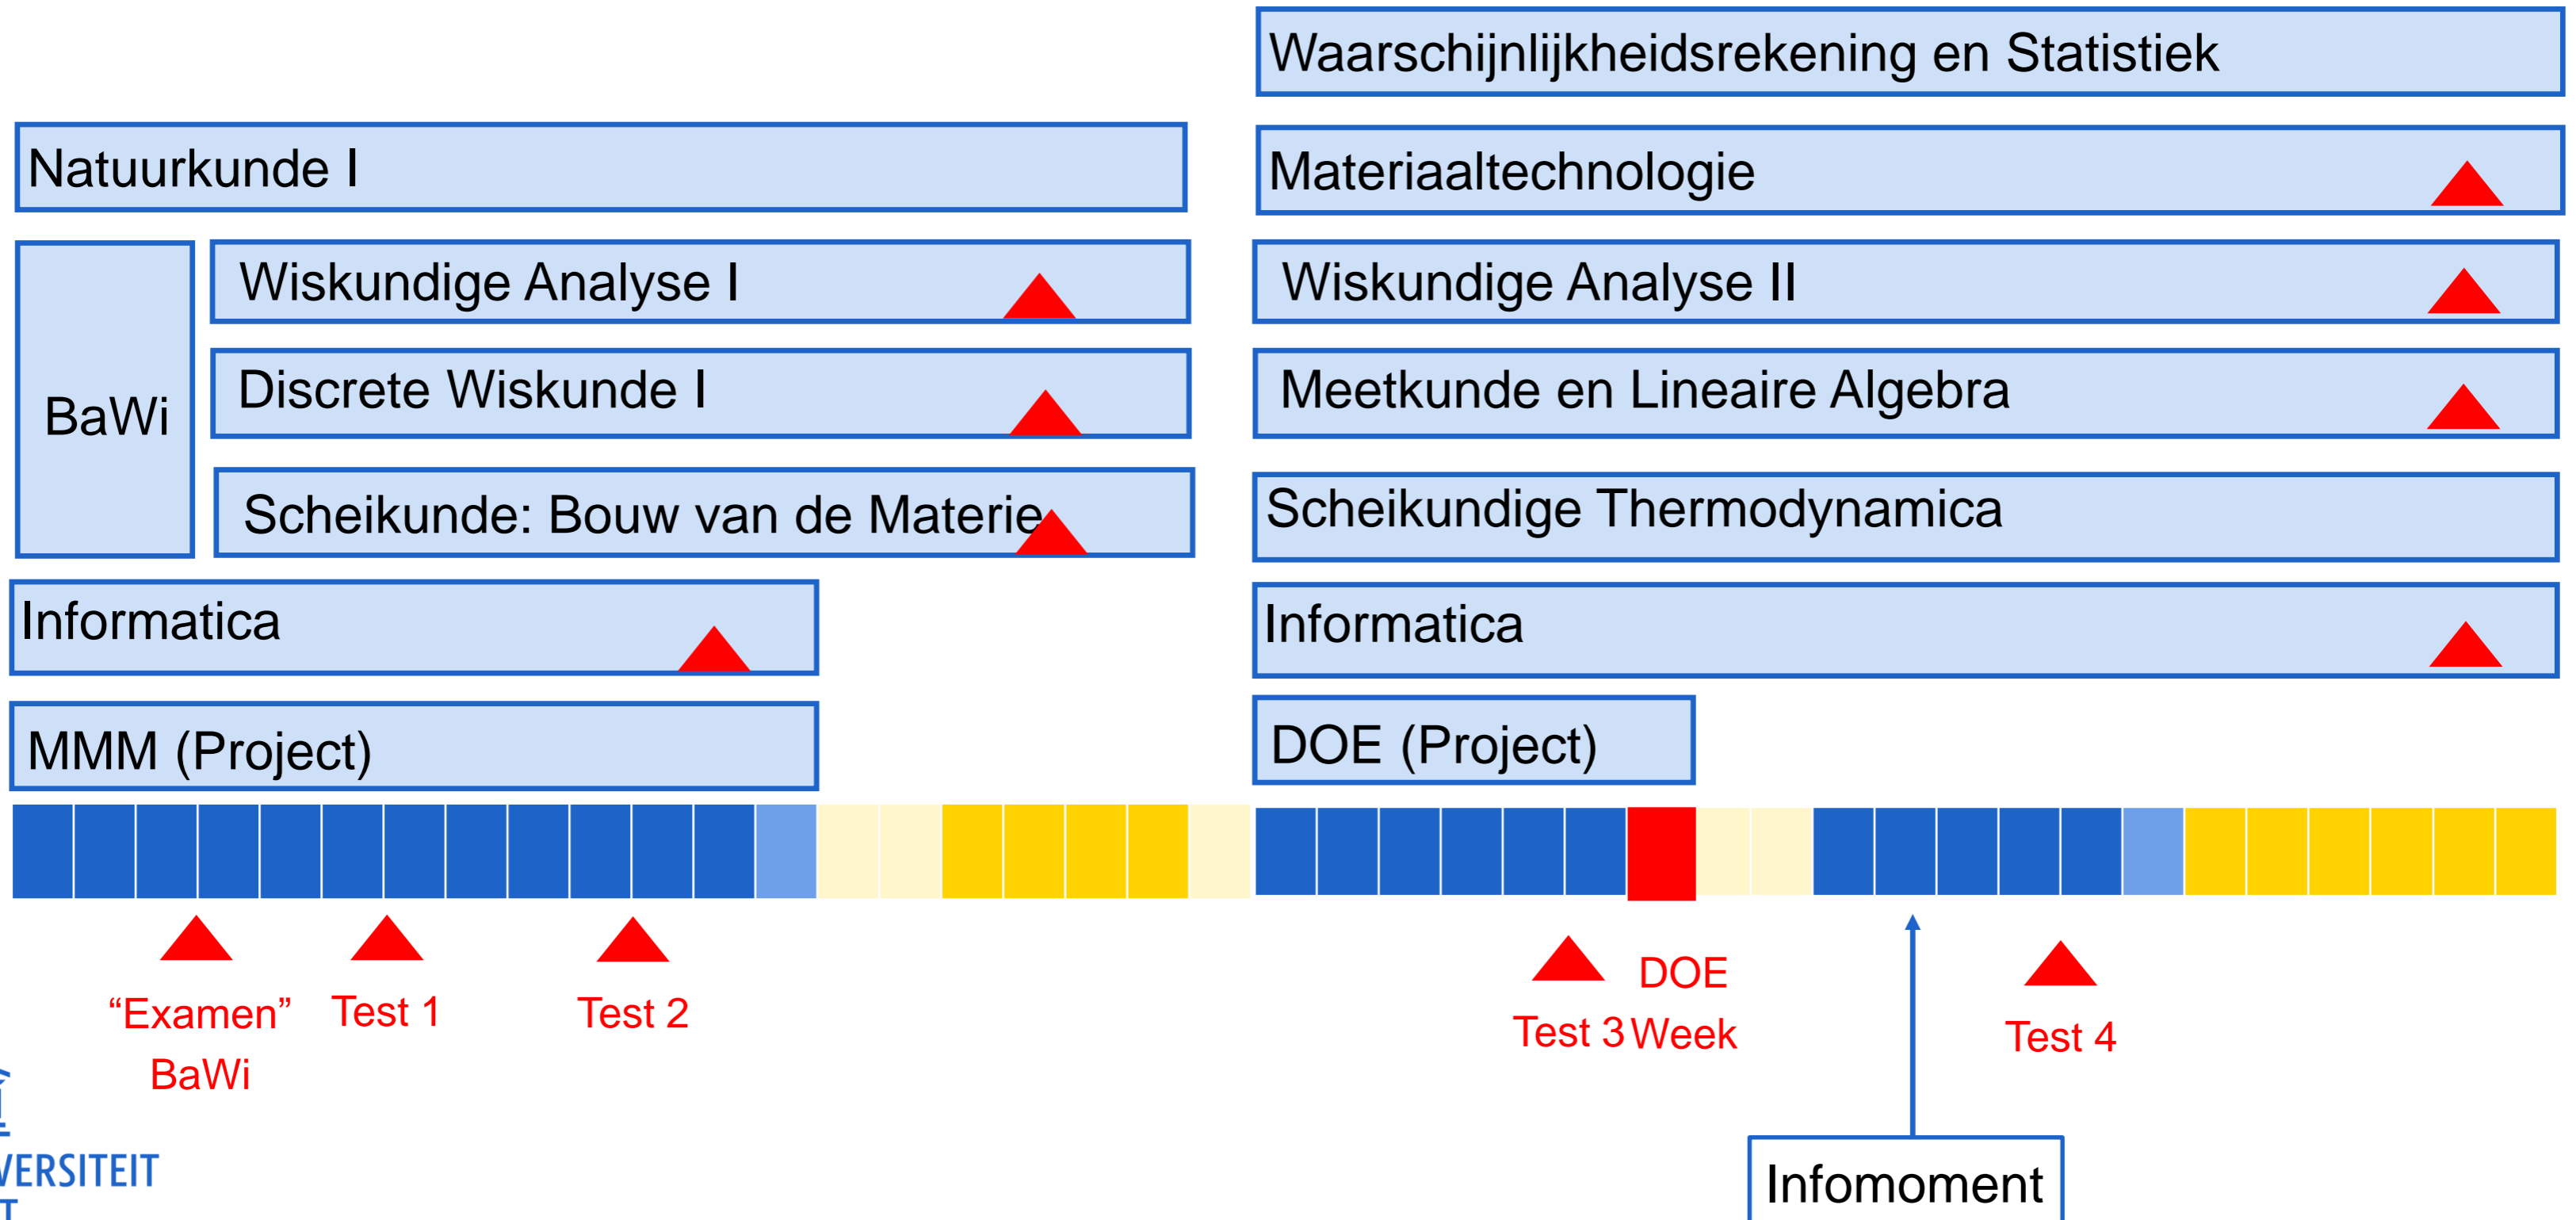 Waarschijnlijkheidsrekening en Statistiek
Natuurkunde I
Materiaaltechnologie
BaWi
Wiskundige Analyse I
Wiskundige Analyse II
Discrete Wiskunde I
Meetkunde en Lineaire Algebra
Scheikunde: Bouw van de Materie
Scheikundige Thermodynamica
Informatica
Informatica
MMM (Project)
DOE (Project)
“Examen”
BaWi
Test 1
Test 2
Test 3
DOE
Week
Test 4
Infomoment